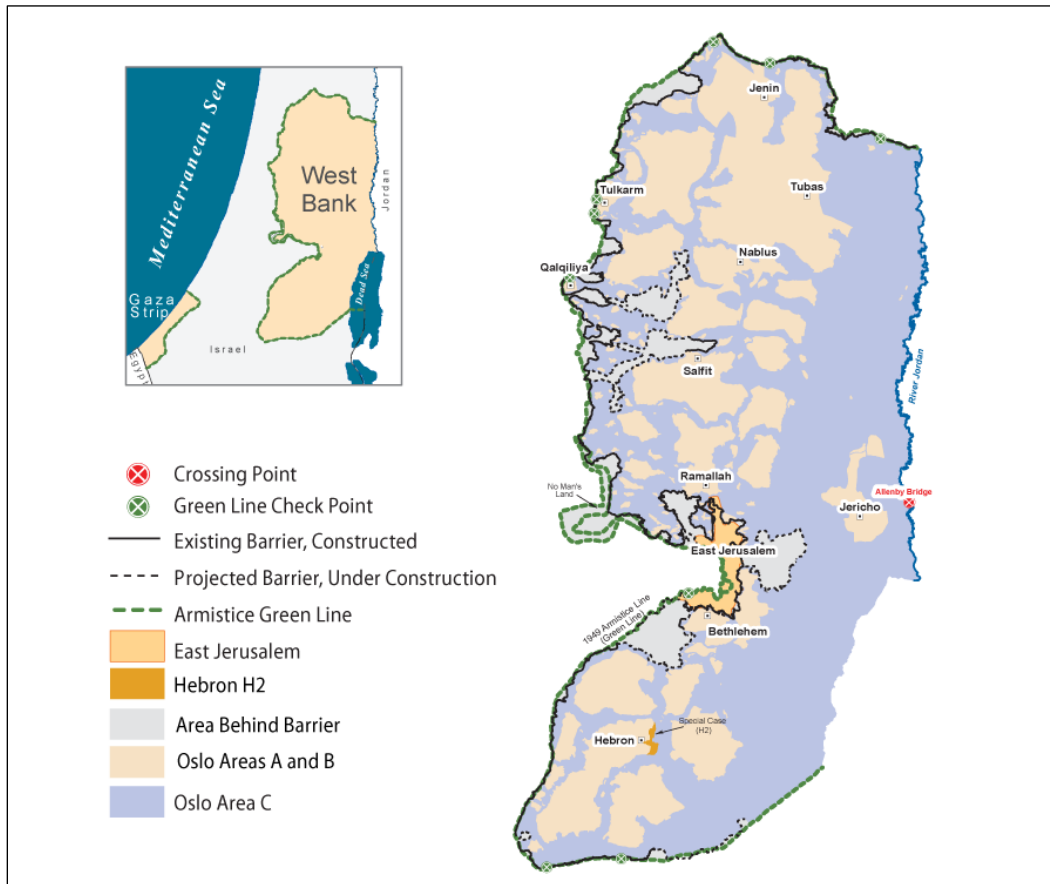 Mediterranean Sea
West
Bank
Jordan
Dead Sea
Gaza
Strip
Egypt
Israel
Crossing Point
Green Line Check Point
Existing Barrier, Constructed
Projected Barrier, Under Construction
Armistice Green Line
East Jerusalem
Hebron H2
Area Behind Barrier
Oslo Areas A and B
Oslo Area C
Jenin
Tubas
Tulkarm
Nablus
Qalqiliya
Salfit
River Jordan
Ramallah
No Man's
Land
Allenby Bridge
Jericho
East Jerusalem
1949 Armistice Line
(Green Line)
Bethlehem
Special Case
(H2)
Hebron